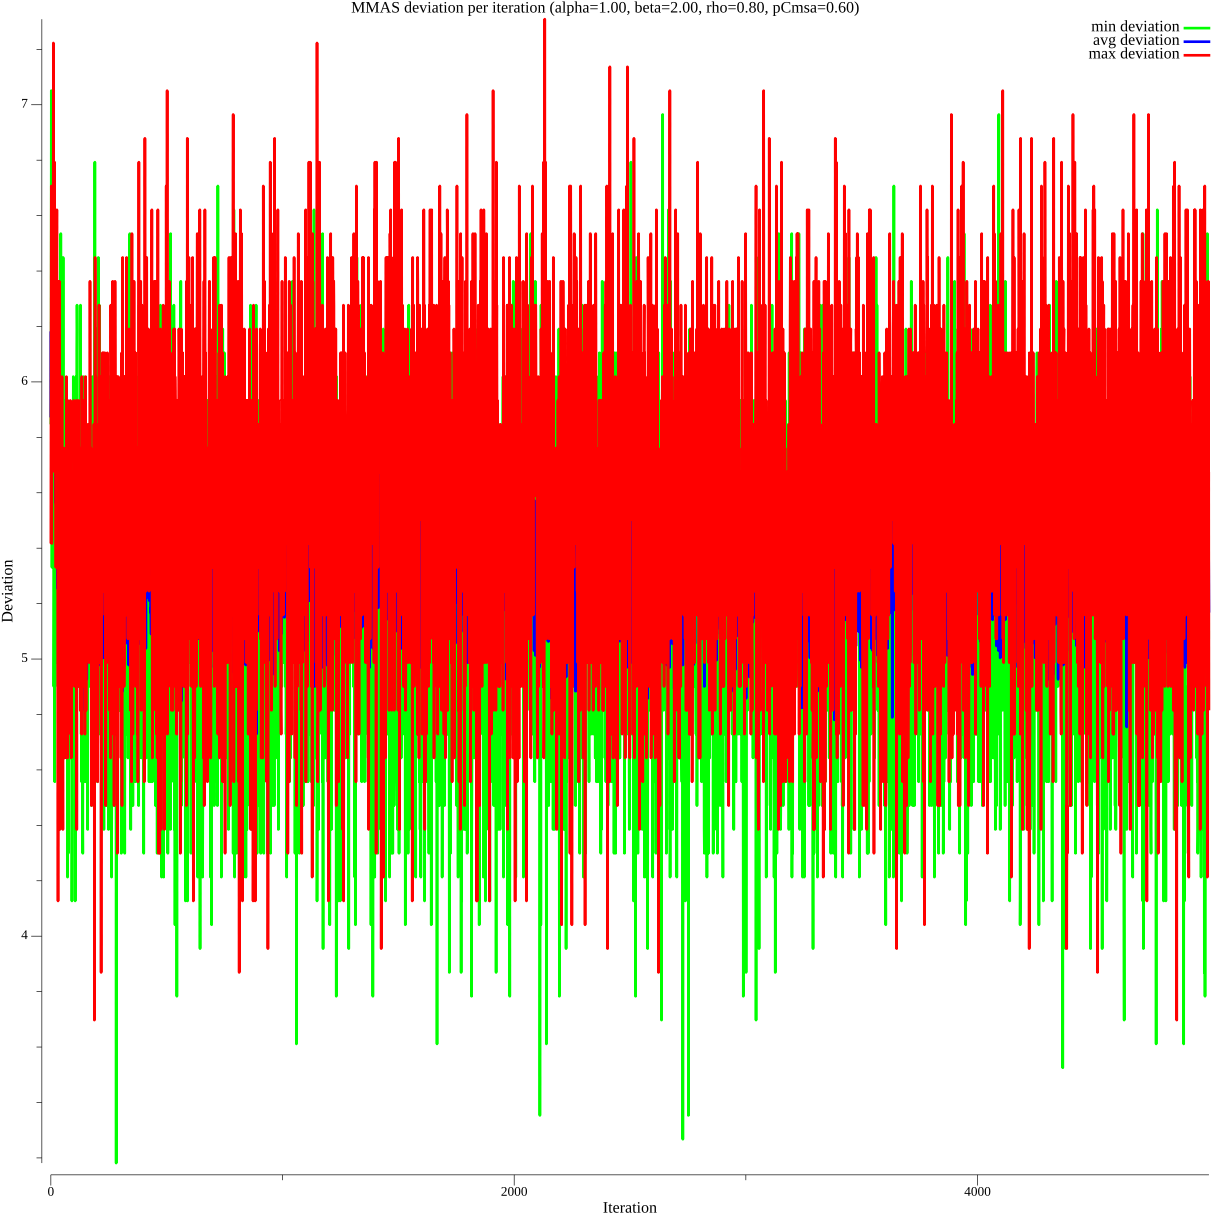 MMAS deviation per iteration (alpha=1.00, beta=2.00, rho=0.80, pCmsa=0.60)
min deviation
avg deviation
max deviation
7
6
5
4
Deviation
0
2000
4000
Iteration